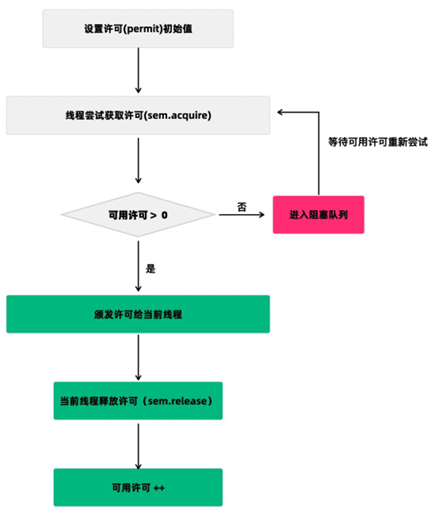 设置许可(permit)初始值
线程尝试获取许可(sem.acquire)
等待可用许可重新尝试
可用许可 > 0
否
进入阻塞队列
是
颁发许可给当前线程
当前线程释放许可（sem.release）
可用许可 ++